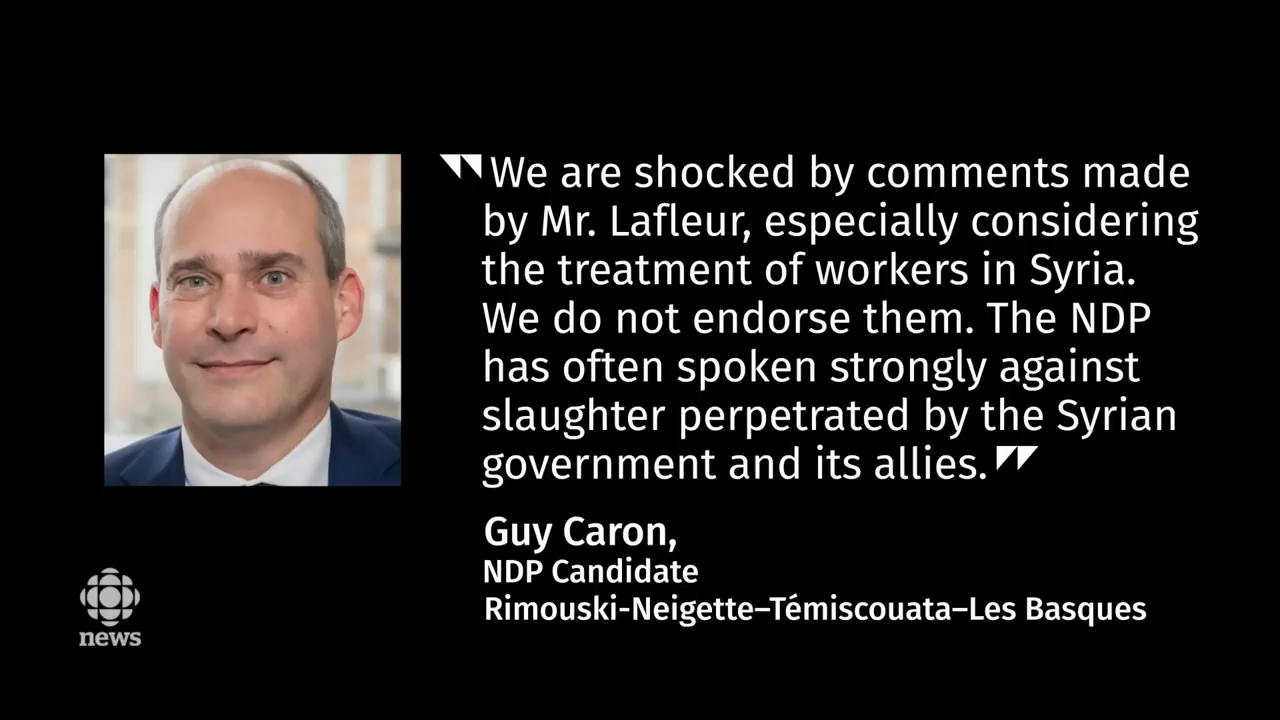 "We are shocked by comments made
by Mr. Lafleur, especially considering
the treatment of workers in Syria.
We do not endorse them. The NDP
has often spoken strongly against
slaughter perpetrated by the Syrian
government and its allies."
Guy Caron,
NDP Candidate
Rimouski-Neigette–Témiscouata–Les Basques
news